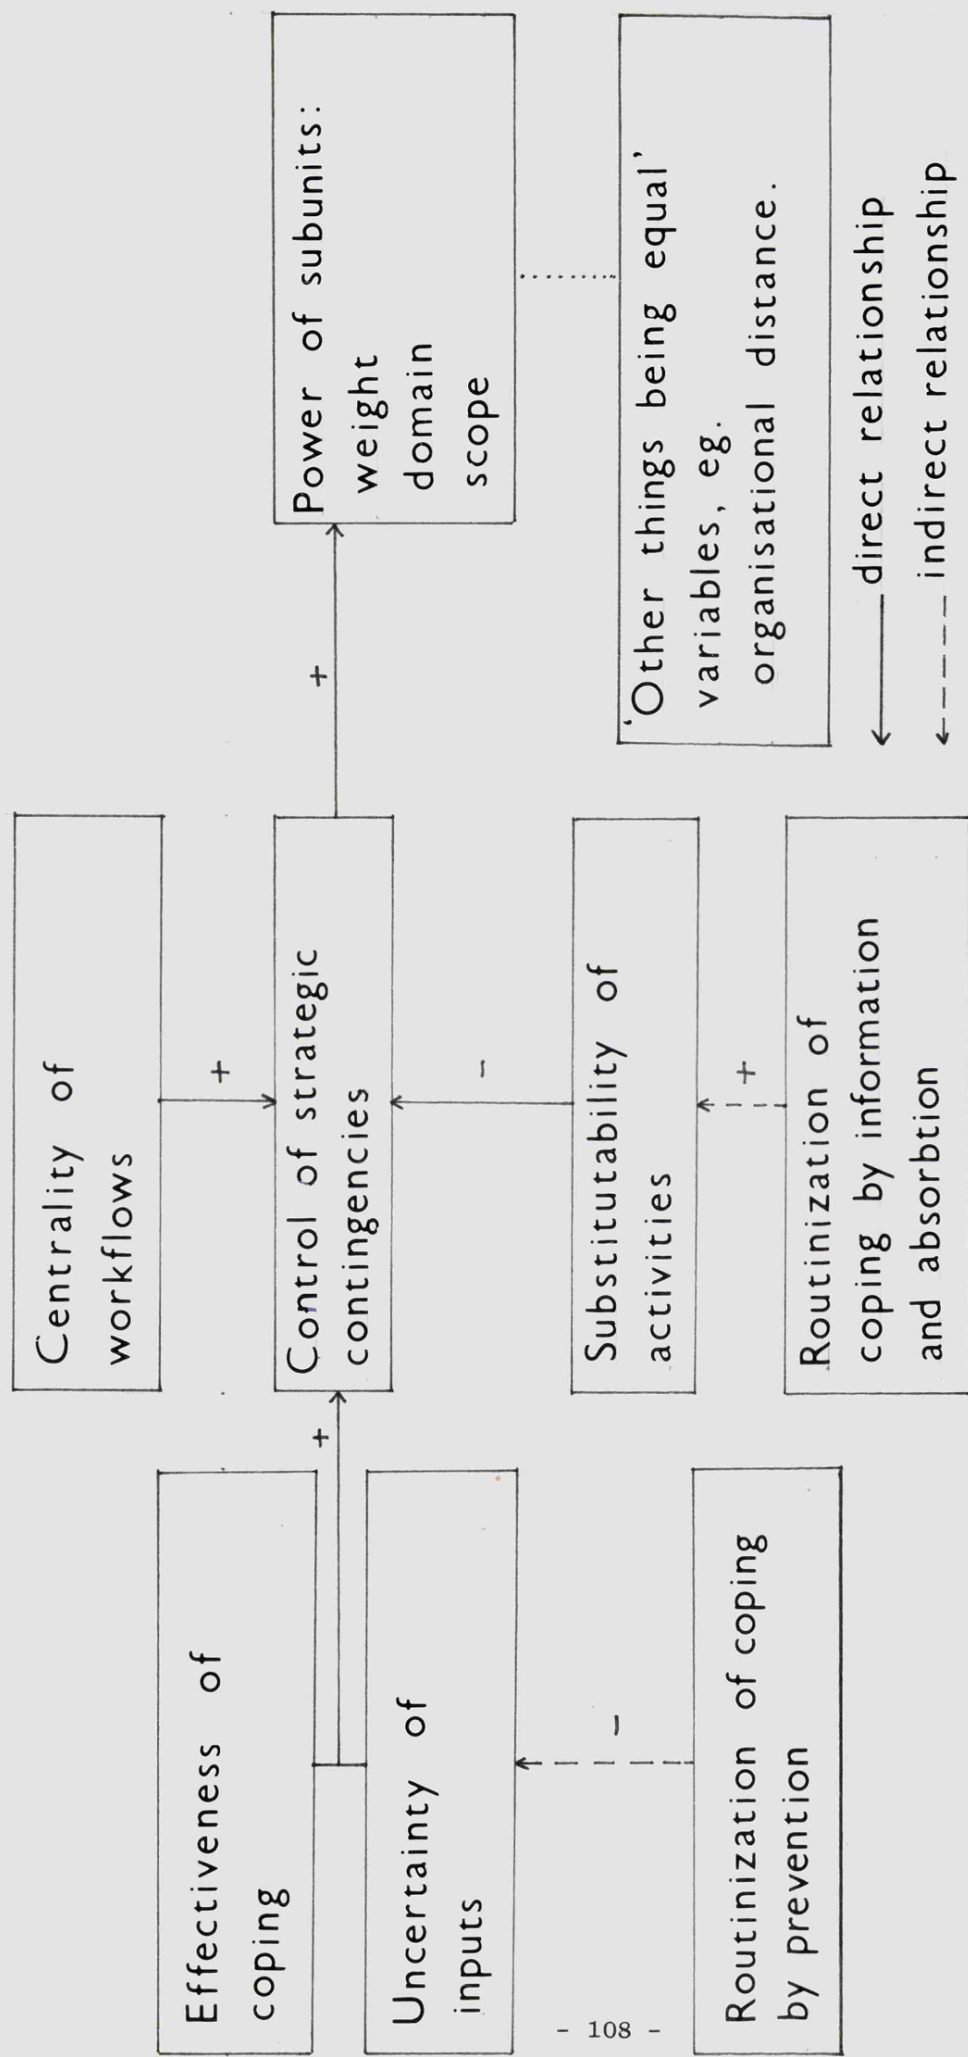 Effectiveness of
coping
Uncertainty of
inputs
Routinization of coping
by prevention
Centrality of
workflows
Control of strategic
contingencies
Substitutability of
activities
Routinization of
coping by information
and absorbtion
Power of subunits:
weight
domain
scope
'Other things being equal'
variables, eg.
organisational distance.
direct relationship
indirect relationship
+
+
-
+
-
+
- 108 -